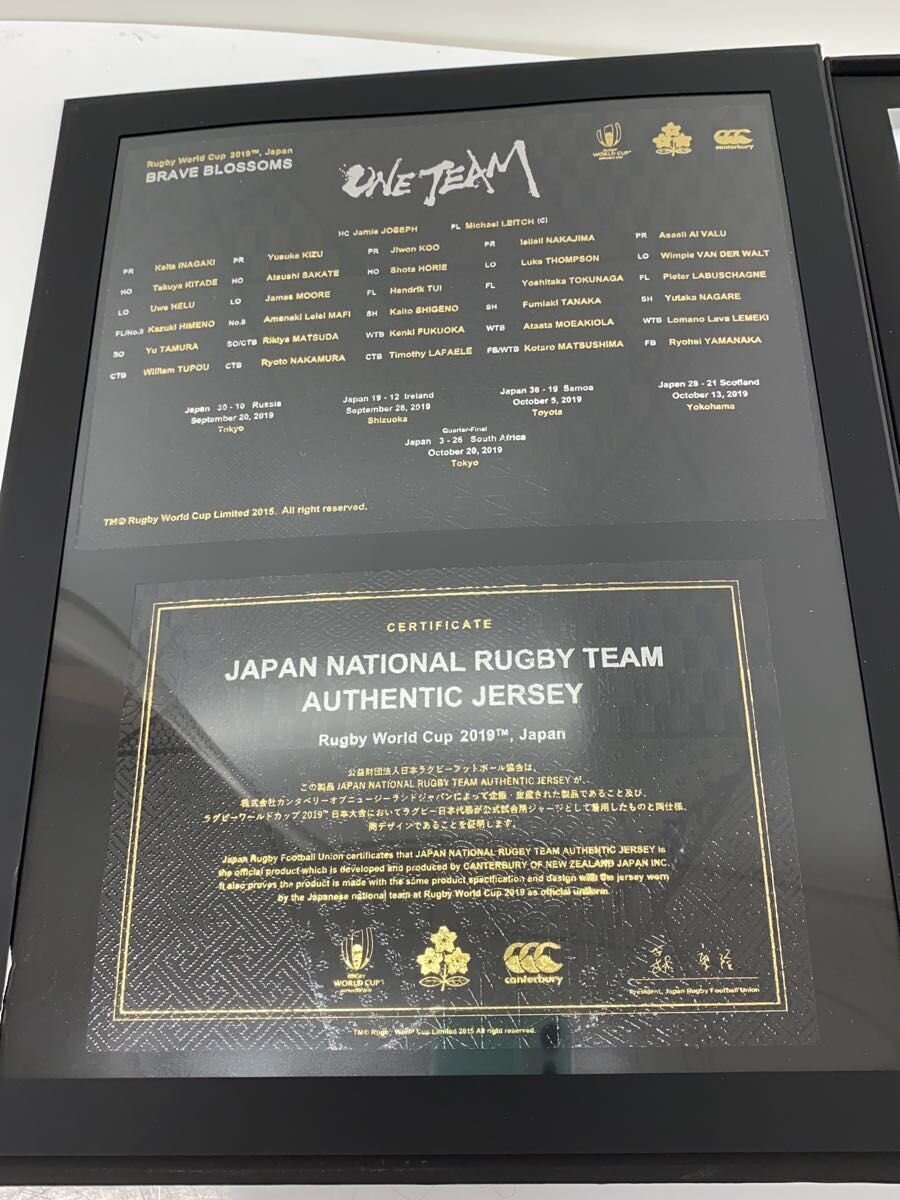 Rugby World Cup 2019™, Japan
BRAVE BLOSSOMS
ONE TEAM
RUGBY
WORLD CUP™
canterbury
HC Jamie JOSEPH FL Michael LEITCH (C)
PR Keita INAGAKI PR Yusuke KIZU PR Jiwon KOO PR Isileli NAKAJIMA PR Asaeli AI VALU
HO Takuya KITADE HO Atsushi SAKATE HO Shota HORIE LO Luke THOMPSON LO Wimpie VAN DER WALT
LO Uwe HELU LO James MOORE FL Hendrik TUI FL Yoshitaka TOKUNAGA FL Pieter LABUSCHAGNE
FL/No.8 Kazuki HIMENO No.8 Amanaki Lelei MAFI SH Kaito SHIGENO SH Fumiaki TANAKA SH Yutaka NAGARE
SO Yu TAMURA SO/CTB Rikiya MATSUDA WTB Kenki FUKUOKA WTB Ataata MOEAKIOLA WTB Lomano Lava LEMEKI
CTB William TUPOU CTB Ryoto NAKAMURA CTB Timothy LAFAELE FB/WTB Kotaro MATSUSHIMA FB Ryohei YAMANAKA
Japan 30 - 10 Russia
September 20, 2019
Tokyo
Japan 19 - 12 Ireland
September 28, 2019
Shizuoka
Japan 38 - 19 Samoa
October 5, 2019
Toyota
Japan 28 - 21 Scotland
October 13, 2019
Yokohama
Quarter-Final
Japan 3 - 26 South Africa
October 20, 2019
Tokyo
TM© Rugby World Cup Limited 2015. All right reserved.
CERTIFICATE
JAPAN NATIONAL RUGBY TEAM
AUTHENTIC JERSEY
Rugby World Cup 2019™, Japan
公益財団法人日本ラグビーフットボール協会は、
この製品 JAPAN NATIONAL RUGBY TEAM AUTHENTIC JERSEY が、
株式会社カンタベリーオブニュージーランドジャパンによって企画・生産された製品であること及び、
ラグビーワールドカップ2019™日本大会においてラグビー日本代表が公式試合用ジャージとして着用したものと同仕様、
同デザインであることを証明します。
Japan Rugby Football Union certificates that JAPAN NATIONAL RUGBY TEAM AUTHENTIC JERSEY is
the official product which is developed and produced by CANTERBURY OF NEW ZEALAND JAPAN INC.
It also proves the product is made with the same product specification and design with the jersey worn
by the Japanese national team at Rugby World Cup 2019 as official uniform.
RUGBY
WORLD CUP™
canterbury
President, Japan Rugby Football Union
TM© Rugby World Cup Limited 2015 All right reserved.